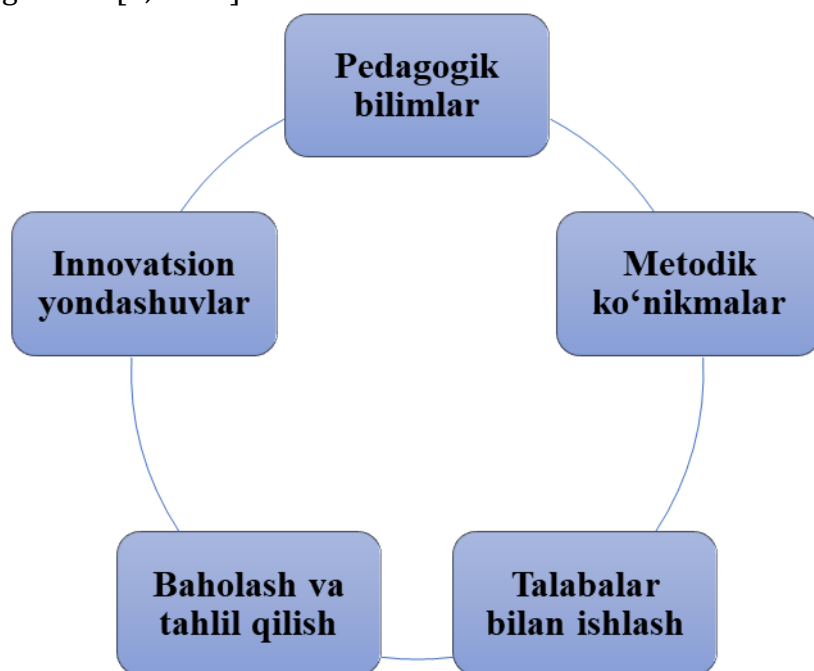 Pedagogik
bilimlar
Metodik
ko‘nikmalar
Talabalar
bilan ishlash
Baholash va
tahlil qilish
Innovatsion
yondashuvlar